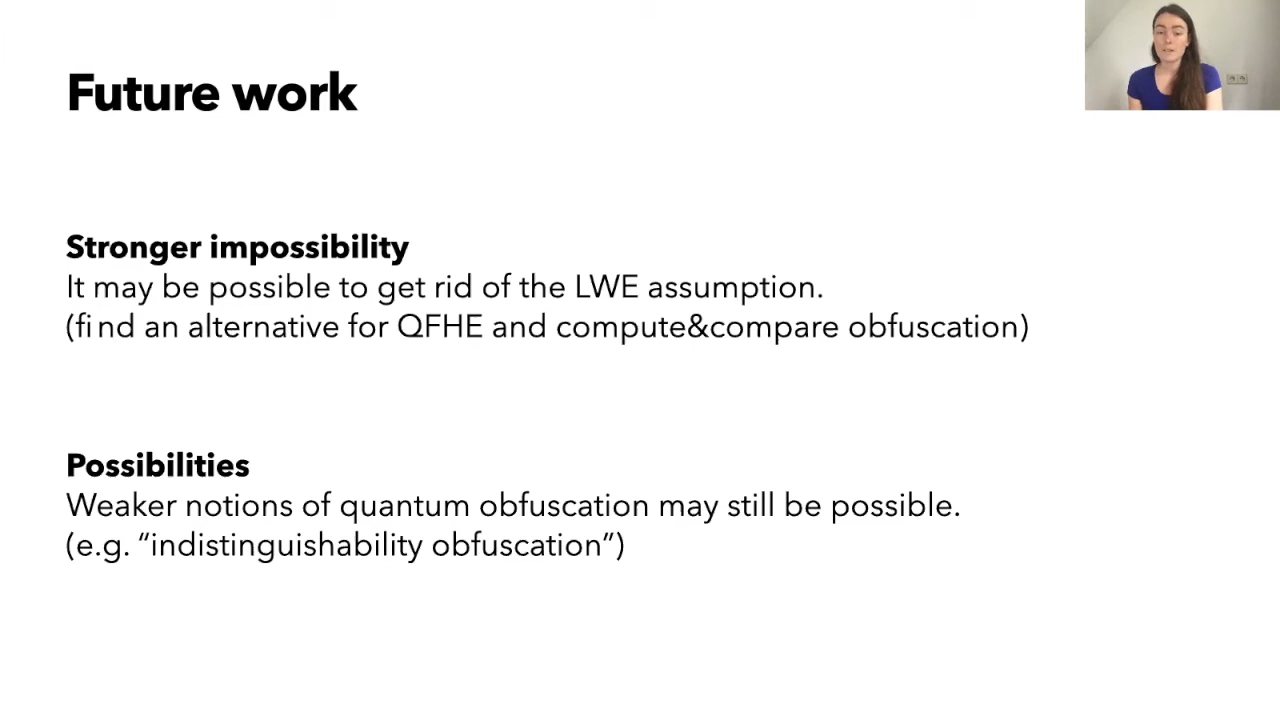 Future work
Stronger impossibility
It may be possible to get rid of the LWE assumption.
(find an alternative for QFHE and compute&compare obfuscation)
Possibilities
Weaker notions of quantum obfuscation may still be possible.
(e.g. “indistinguishability obfuscation”)